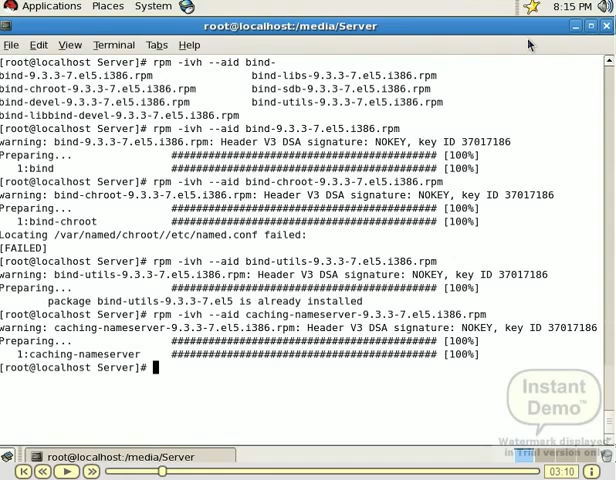 Applications Places System 8:15 PM
root@localhost:/media/Server
File Edit View Terminal Tabs Help
[root@localhost Server]# rpm -ivh --aid bind-
bind-9.3.3-7.el5.i386.rpm bind-libs-9.3.3-7.el5.i386.rpm
bind-chroot-9.3.3-7.el5.i386.rpm bind-sdb-9.3.3-7.el5.i386.rpm
bind-devel-9.3.3-7.el5.i386.rpm bind-utils-9.3.3-7.el5.i386.rpm
bind-libbind-devel-9.3.3-7.el5.i386.rpm
[root@localhost Server]# rpm -ivh --aid bind-9.3.3-7.el5.i386.rpm
warning: bind-9.3.3-7.el5.i386.rpm: Header V3 DSA signature: NOKEY, key ID 37017186
Preparing... ########################################### [100%]
1:bind ########################################### [100%]
[root@localhost Server]# rpm -ivh --aid bind-chroot-9.3.3-7.el5.i386.rpm
warning: bind-chroot-9.3.3-7.el5.i386.rpm: Header V3 DSA signature: NOKEY, key ID 37017186
Preparing... ########################################### [100%]
1:bind-chroot ########################################### [100%]
Locating /var/named/chroot//etc/named.conf failed:
[FAILED]
[root@localhost Server]# rpm -ivh --aid bind-utils-9.3.3-7.el5.i386.rpm
warning: bind-utils-9.3.3-7.el5.i386.rpm: Header V3 DSA signature: NOKEY, key ID 37017186
Preparing... ########################################### [100%]
package bind-utils-9.3.3-7.el5 is already installed
[root@localhost Server]# rpm -ivh --aid caching-nameserver-9.3.3-7.el5.i386.rpm
warning: caching-nameserver-9.3.3-7.el5.i386.rpm: Header V3 DSA signature: NOKEY, key ID 37017186
Preparing... ########################################### [100%]
1:caching-nameserver ########################################### [100%]
[root@localhost Server]#
Instant
Demo™
Watermark displayed
in Trial version only
root@localhost:/media/Server
03:10